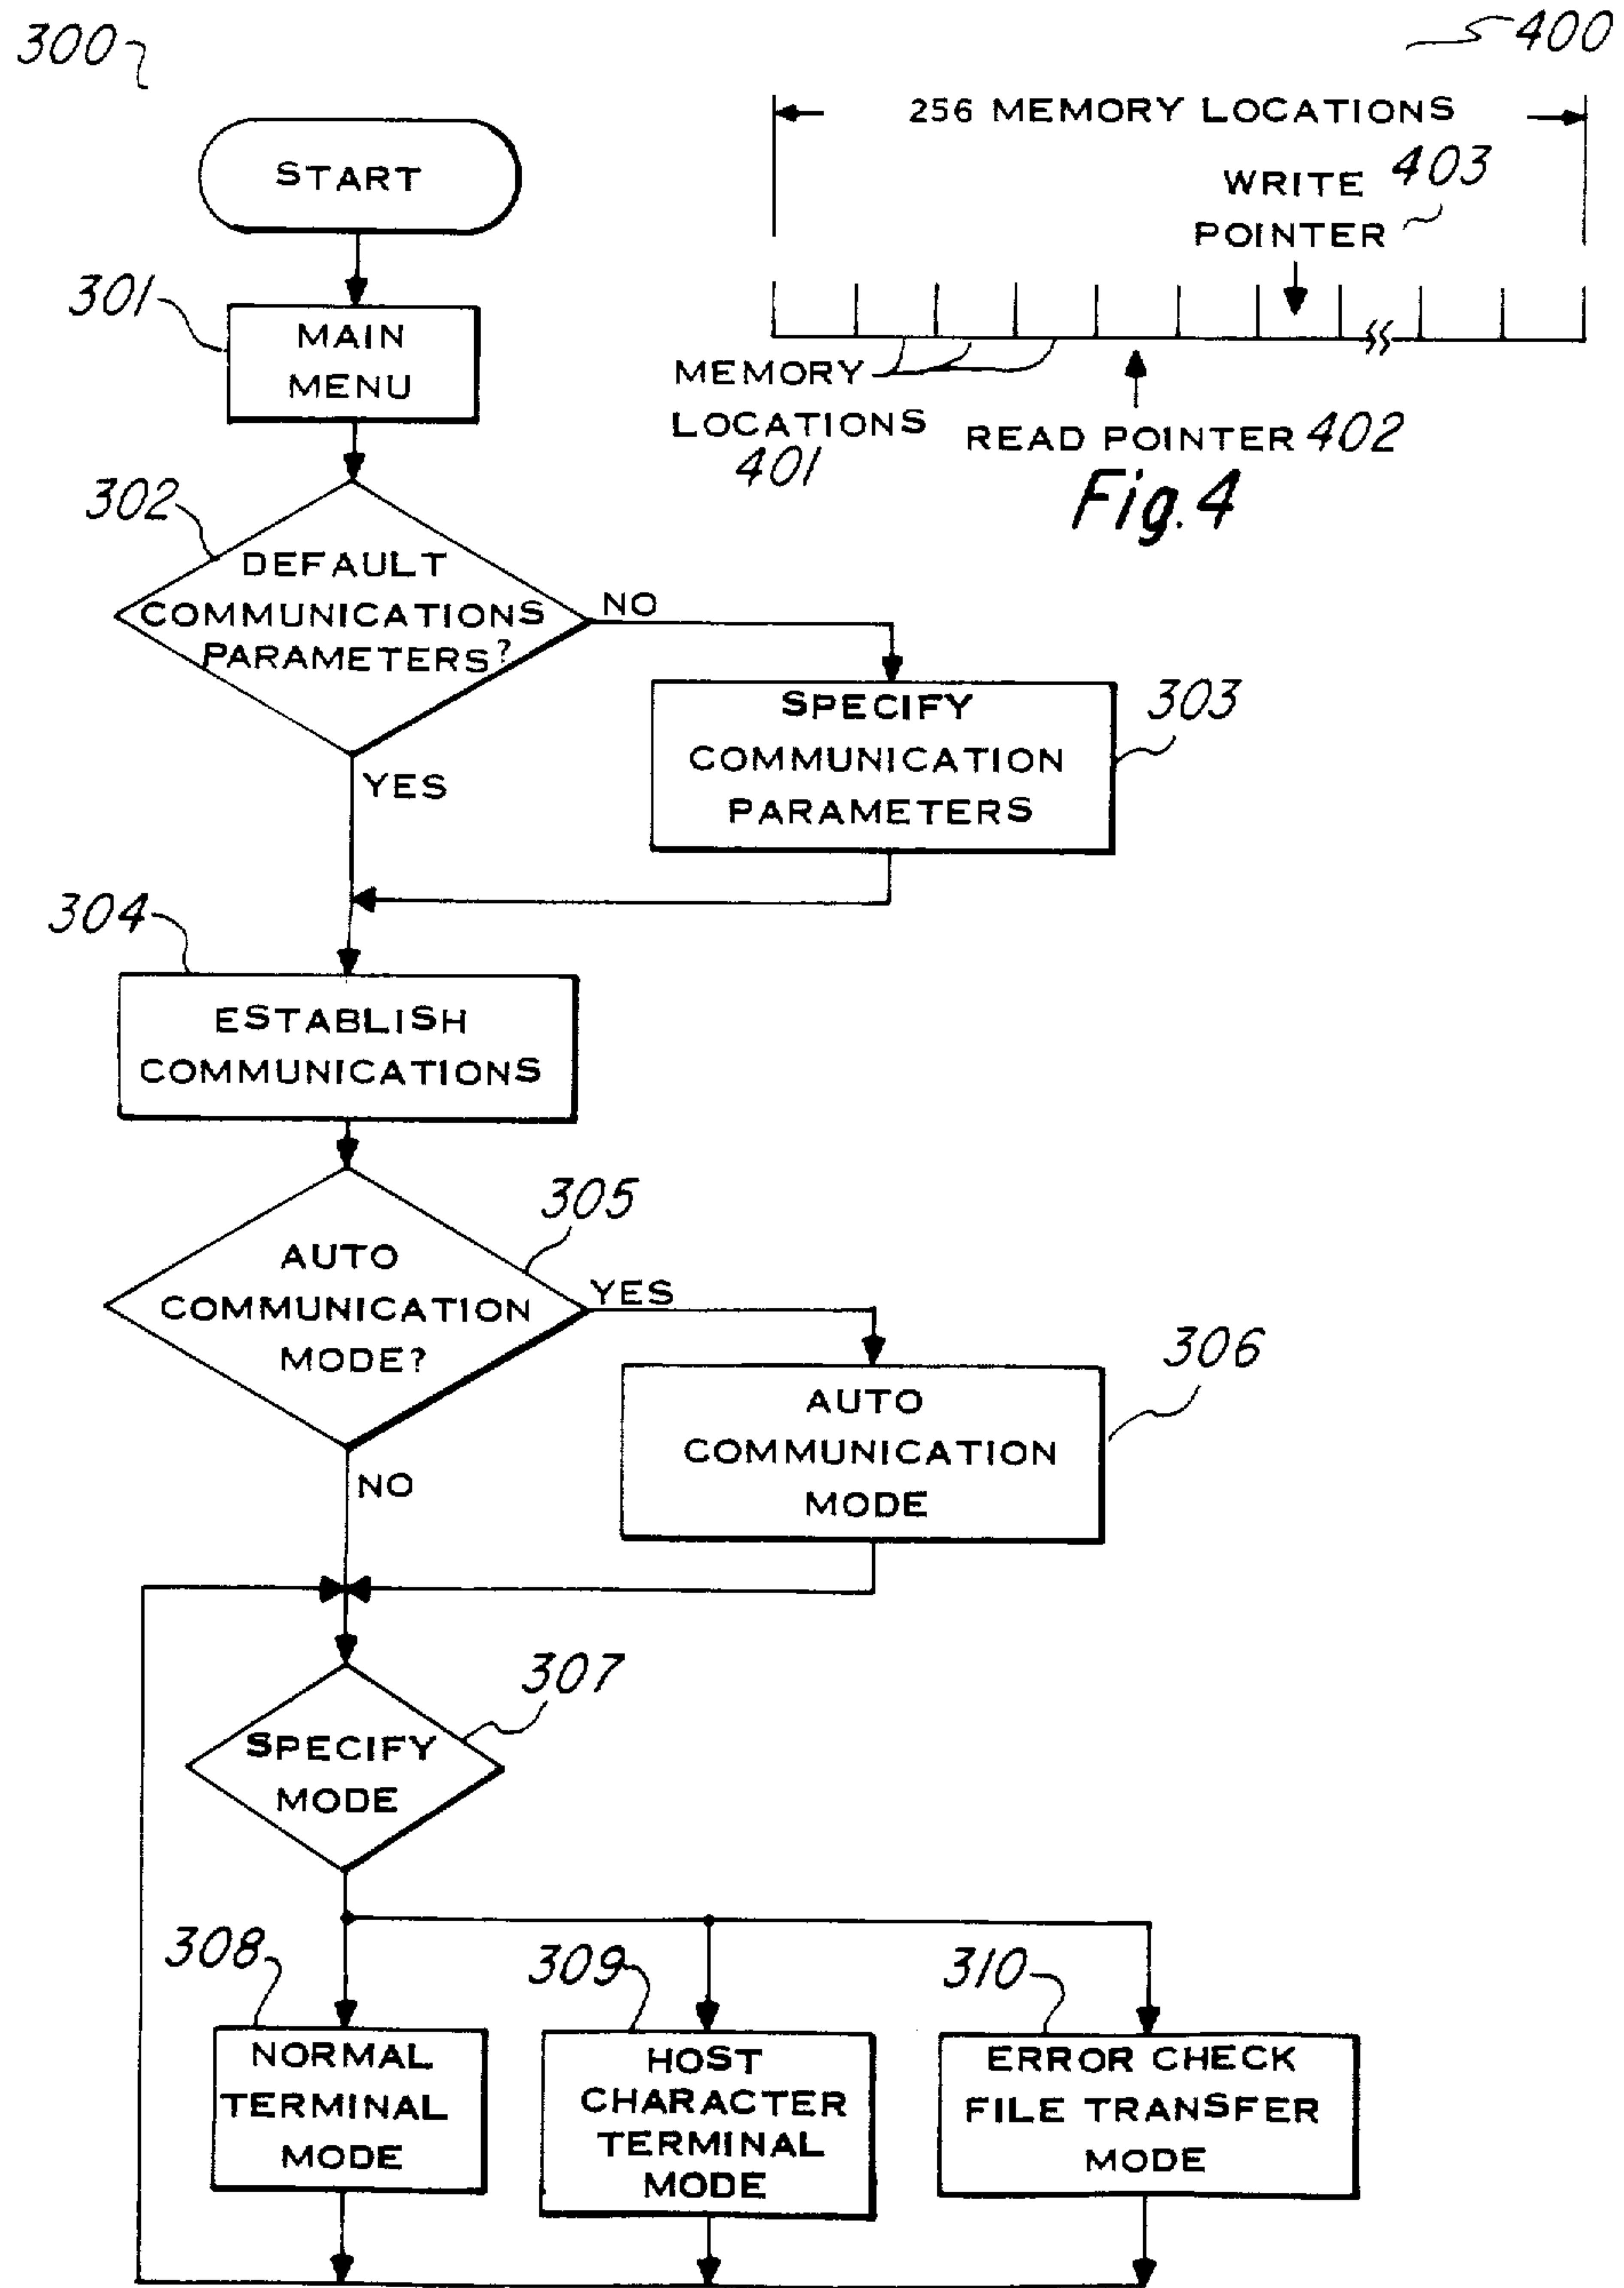 300
400
256 MEMORY LOCATIONS
WRITE 403
POINTER
MEMORY
LOCATIONS
401
READ POINTER 402
Fig. 4
START
301
MAIN
MENU
302
DEFAULT
COMMUNICATIONS
PARAMETERS?
NO
YES
303
SPECIFY
COMMUNICATION
PARAMETERS
304
ESTABLISH
COMMUNICATIONS
305
AUTO
COMMUNICATION
MODE?
YES
NO
306
AUTO
COMMUNICATION
MODE
307
SPECIFY
MODE
308
NORMAL
TERMINAL
MODE
309
HOST
CHARACTER
TERMINAL
MODE
310
ERROR CHECK
FILE TRANSFER
MODE